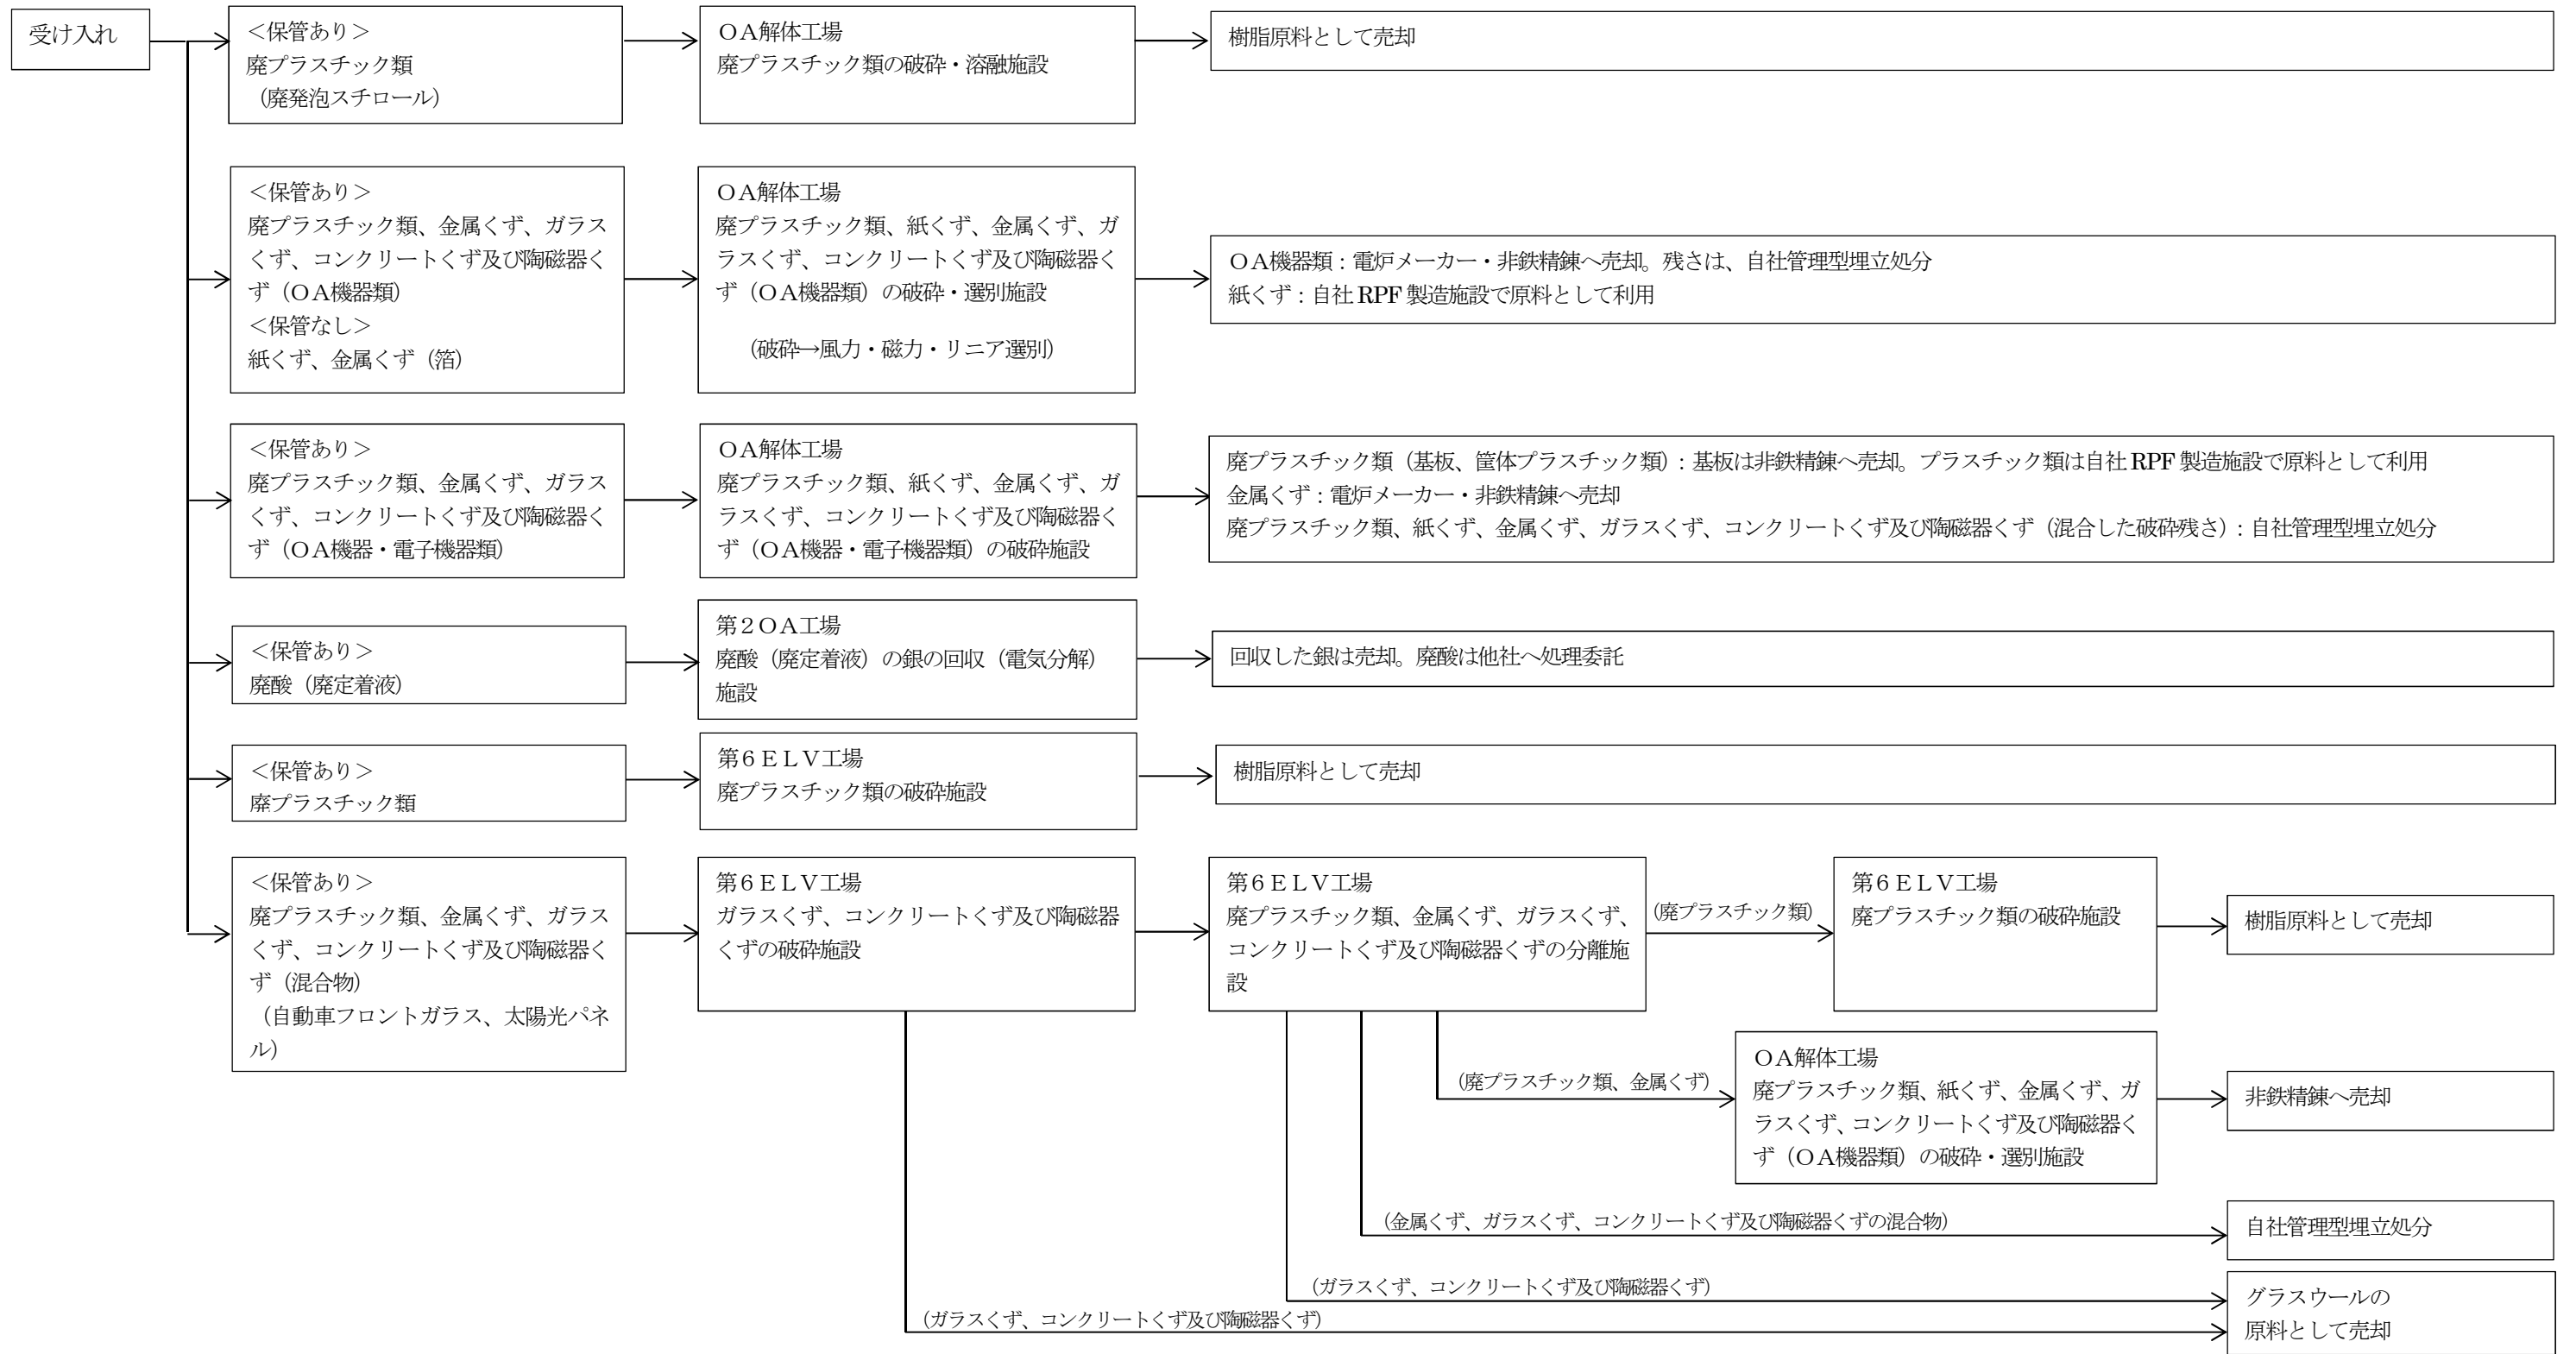 受け入れ
＜保管あり＞
廃プラスチック類
（廃発泡スチロール）
ＯＡ解体工場
廃プラスチック類の破砕・溶融施設
樹脂原料として売却
＜保管あり＞
廃プラスチック類、金属くず、ガラス
くず、コンクリートくず及び陶磁器く
ず（ＯＡ機器類）
＜保管なし＞
紙くず、金属くず（箔）
ＯＡ解体工場
廃プラスチック類、紙くず、金属くず、ガ
ラスくず、コンクリートくず及び陶磁器く
ず（ＯＡ機器類）の破砕・選別施設
（破砕→風力・磁力・リニア選別）
ＯＡ機器類：電炉メーカー・非鉄精錬へ売却。残さは、自社管理型埋立処分
紙くず：自社 RPF 製造施設で原料として利用
＜保管あり＞
廃プラスチック類、金属くず、ガラス
くず、コンクリートくず及び陶磁器く
ず（ＯＡ機器・電子機器類）
ＯＡ解体工場
廃プラスチック類、紙くず、金属くず、ガ
ラスくず、コンクリートくず及び陶磁器く
ず（ＯＡ機器・電子機器類）の破砕施設
廃プラスチック類（基板、筐体プラスチック類）：基板は非鉄精錬へ売却。プラスチック類は自社 RPF 製造施設で原料として利用
金属くず：電炉メーカー・非鉄精錬へ売却
廃プラスチック類、紙くず、金属くず、ガラスくず、コンクリートくず及び陶磁器くず（混合した破砕残さ）：自社管理型埋立処分
＜保管あり＞
廃酸（廃定着液）
第２ＯＡ工場
廃酸（廃定着液）の銀の回収（電気分解）
施設
回収した銀は売却。廃酸は他社へ処理委託
＜保管あり＞
廃プラスチック類
第６ＥＬＶ工場
廃プラスチック類の破砕施設
樹脂原料として売却
＜保管あり＞
廃プラスチック類、金属くず、ガラス
くず、コンクリートくず及び陶磁器く
ず（混合物）
（自動車フロントガラス、太陽光パネ
ル）
第６ＥＬＶ工場
ガラスくず、コンクリートくず及び陶磁器
くずの破砕施設
第６ＥＬＶ工場
廃プラスチック類、金属くず、ガラスくず、
コンクリートくず及び陶磁器くずの分離施
設
（廃プラスチック類）
第６ＥＬＶ工場
廃プラスチック類の破砕施設
樹脂原料として売却
（廃プラスチック類、金属くず）
ＯＡ解体工場
廃プラスチック類、紙くず、金属くず、ガ
ラスくず、コンクリートくず及び陶磁器く
ず（ＯＡ機器類）の破砕・選別施設
非鉄精錬へ売却
（金属くず、ガラスくず、コンクリートくず及び陶磁器くずの混合物）
自社管理型埋立処分
（ガラスくず、コンクリートくず及び陶磁器くず）
（ガラスくず、コンクリートくず及び陶磁器くず）
グラスウールの
原料として売却